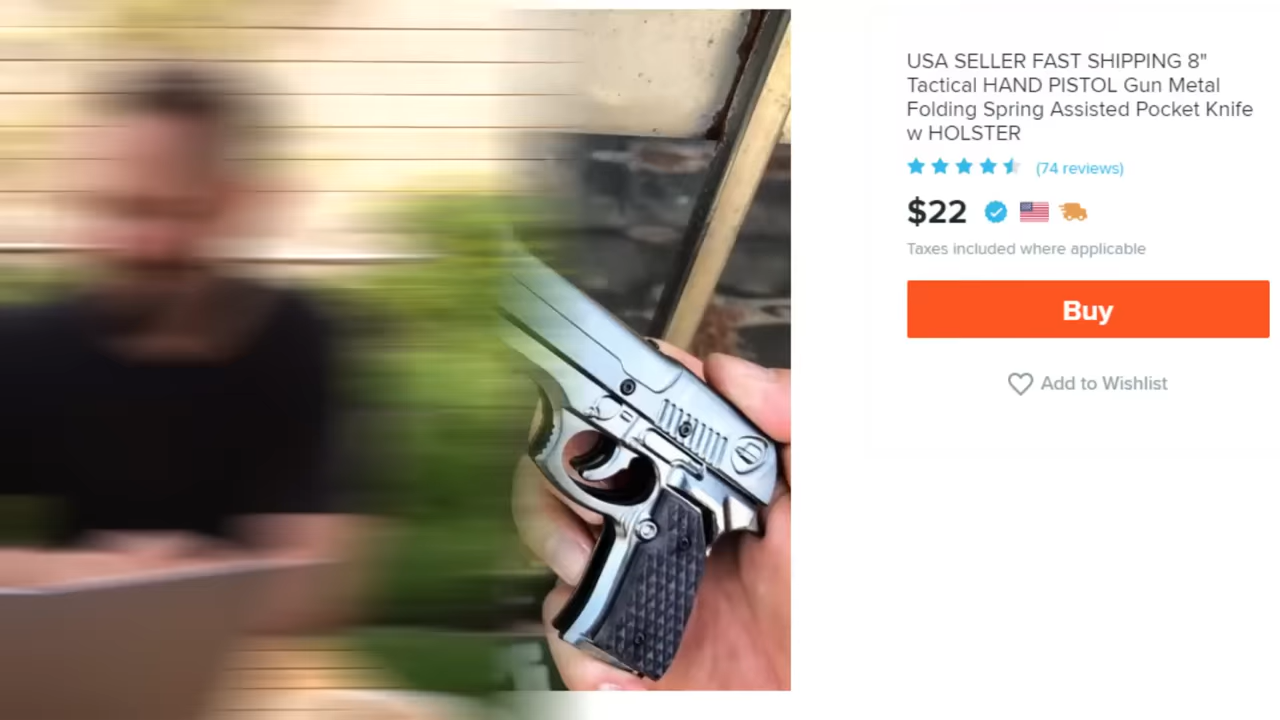 USA SELLER FAST SHIPPING 8"
Tactical HAND PISTOL Gun Metal
Folding Spring Assisted Pocket Knife
w HOLSTER
(74 reviews)
$22
Taxes included where applicable
Buy
Add to Wishlist